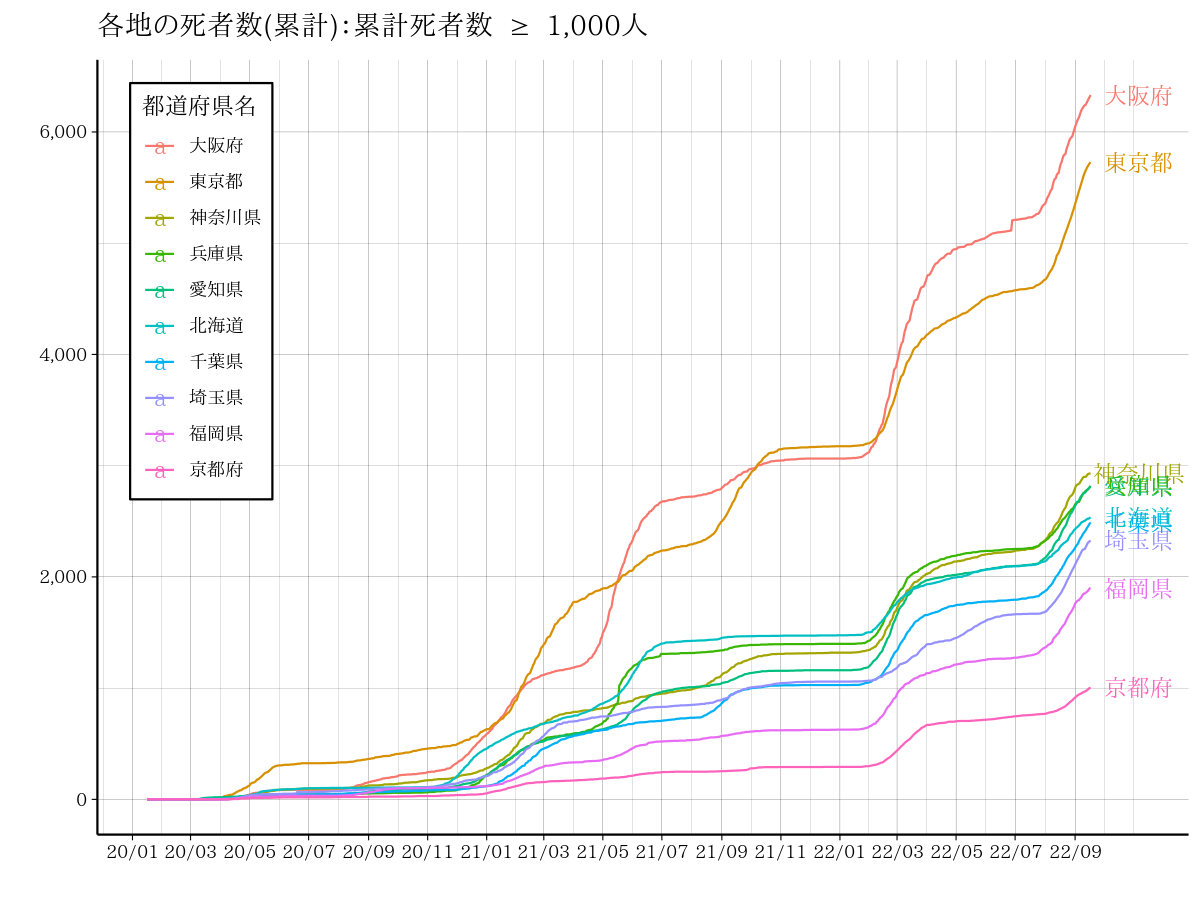 各地の死者数(累計):累計死者数 ≥ 1,000人
都道府県名
a 大阪府
a 東京都
a 神奈川県
a 兵庫県
a 愛知県
a 北海道
a 千葉県
a 埼玉県
a 福岡県
a 京都府
6,000
4,000
2,000
0
大阪府
東京都
神奈川県
北海道
埼玉県
福岡県
京都府
20/01 20/03 20/05 20/07 20/09 20/11 21/01 21/03 21/05 21/07 21/09 21/11 22/01 22/03 22/05 22/07 22/09